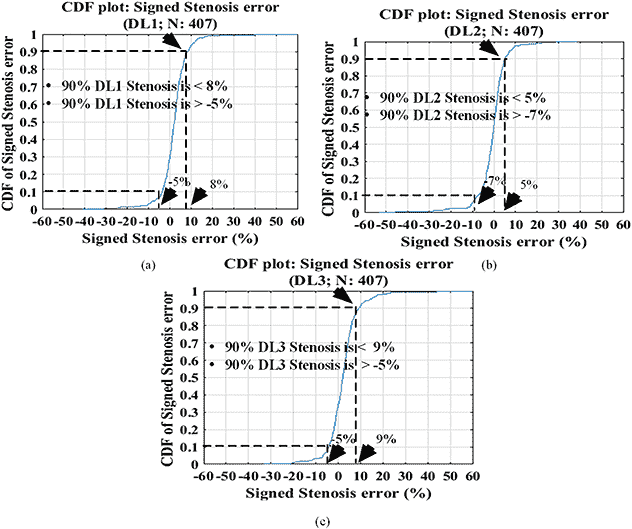 CDF plot: Signed Stenosis error
(DL1; N: 407)
CDF of Signed Stenosis error
1
0.9
0.8
0.7
0.6
0.5
0.4
0.3
0.2
0.1
0
• 90% DL1 Stenosis is < 8%
• 90% DL1 Stenosis is > -5%
-5%
8%
-60 -50 -40 -30 -20 -10 0 10 20 30 40 50 60
Signed Stenosis error (%)
(a)
CDF plot: Signed Stenosis error
(DL2; N: 407)
CDF of Signed Stenosis error
1
0.9
0.8
0.7
0.6
0.5
0.4
0.3
0.2
0.1
0
• 90% DL2 Stenosis is < 5%
• 90% DL2 Stenosis is > -7%
-7%
5%
-60 -50 -40 -30 -20 -10 0 10 20 30 40 50 60
Signed Stenosis error (%)
(b)
CDF plot: Signed Stenosis error
(DL3; N: 407)
CDF of Signed Stenosis error
1
0.9
0.8
0.7
0.6
0.5
0.4
0.3
0.2
0.1
0
• 90% DL3 Stenosis is < 9%
• 90% DL3 Stenosis is > -5%
-5%
9%
-60 -50 -40 -30 -20 -10 0 10 20 30 40 50 60
Signed Stenosis error (%)
(c)